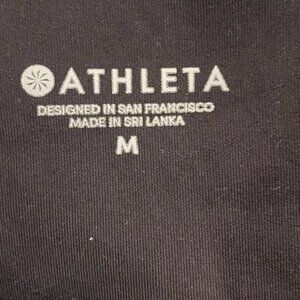 ATHLETA
DESIGNED IN SAN FRANCISCO
MADE IN SRI LANKA
M